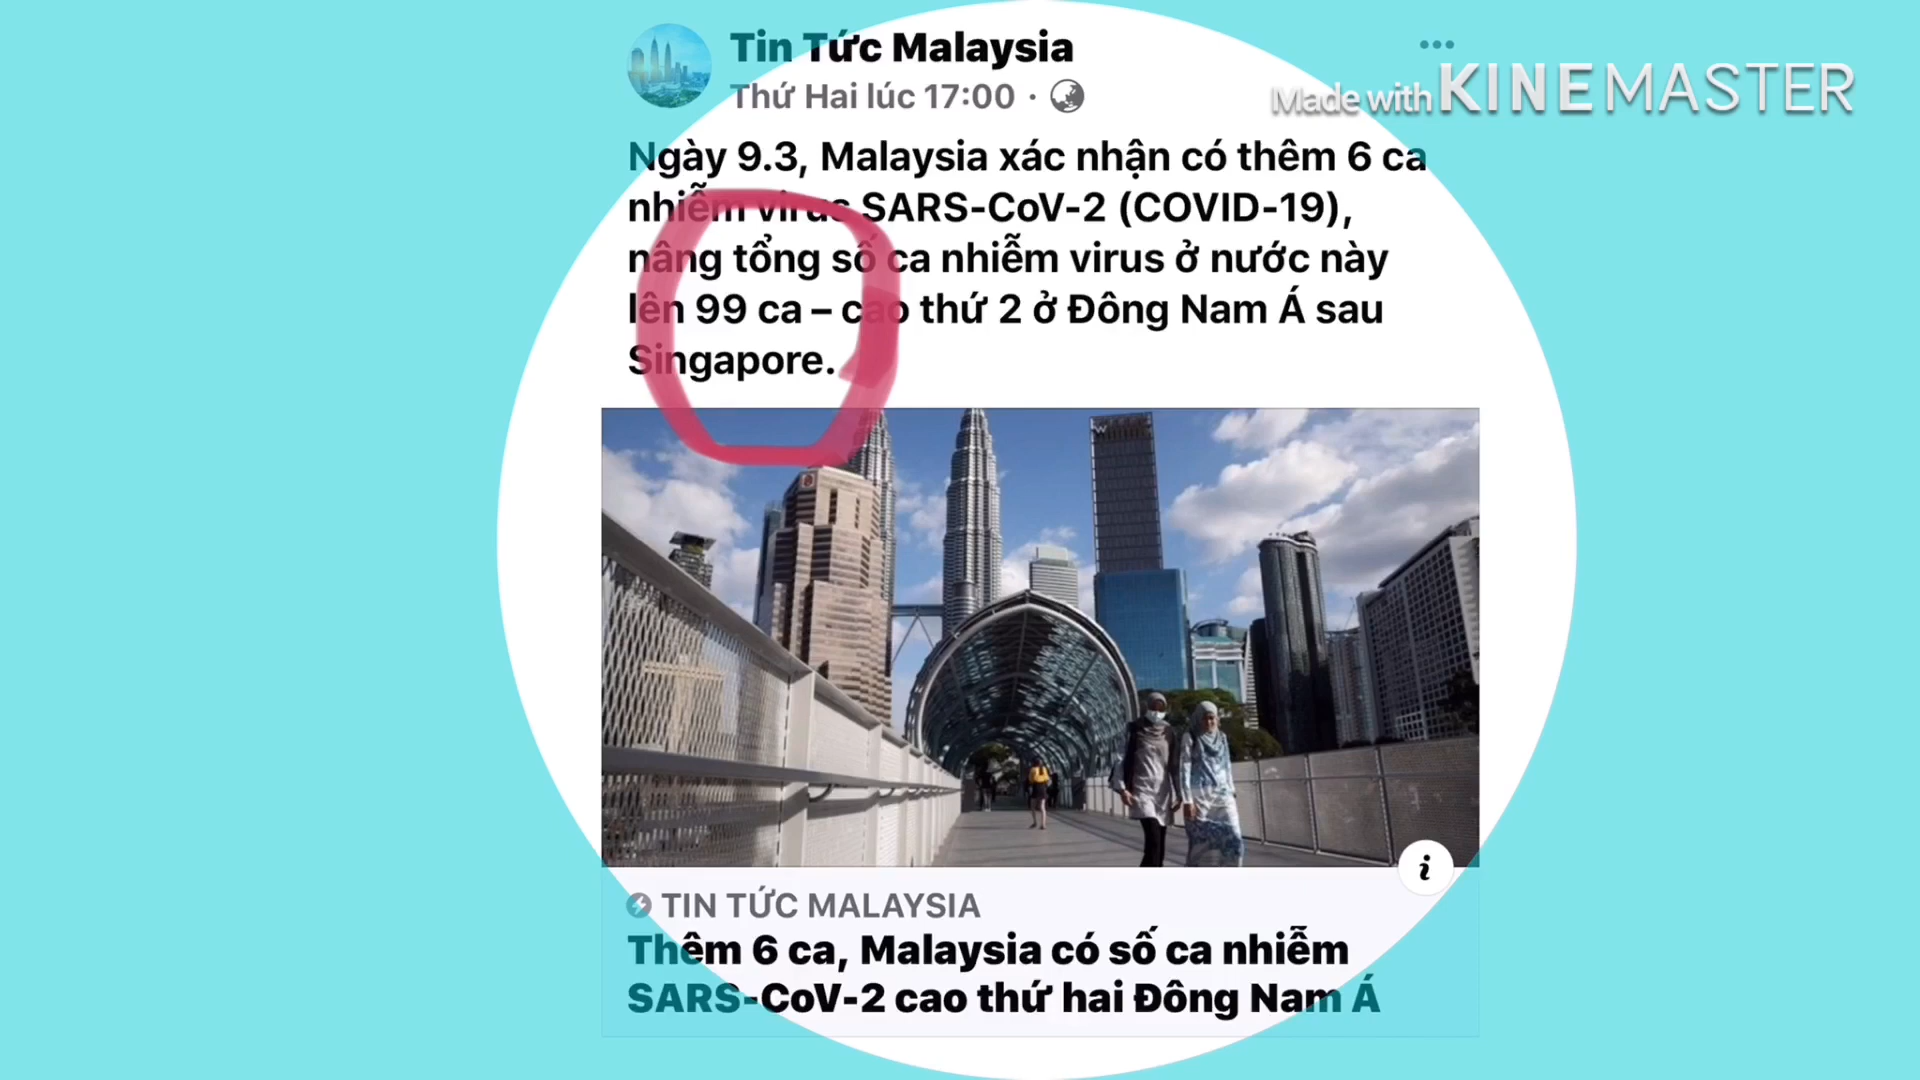 Tin Tức Malaysia
Thứ Hai lúc 17:00 ·
Made with KINEMASTER
Ngày 9.3, Malaysia xác nhận có thêm 6 ca
nhiễm virus SARS-CoV-2 (COVID-19),
nâng tổng số ca nhiễm virus ở nước này
lên 99 ca – cao thứ 2 ở Đông Nam Á sau
Singapore.
TIN TỨC MALAYSIA
Thêm 6 ca, Malaysia có số ca nhiễm
SARS-CoV-2 cao thứ hai Đông Nam Á